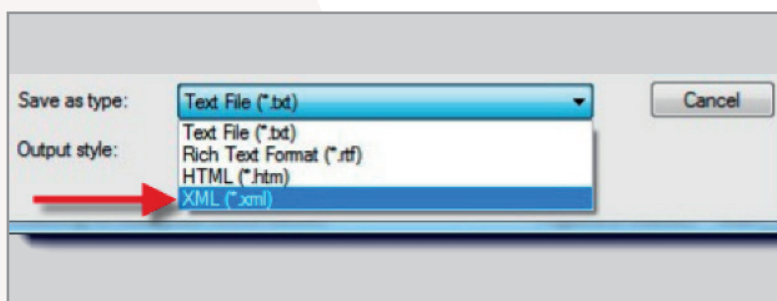 Save as type:
Text File (*.txt)
Cancel
Output style:
Text File (*.txt)
Rich Text Format (*.rtf)
HTML (*.htm)
XML (*.xml)